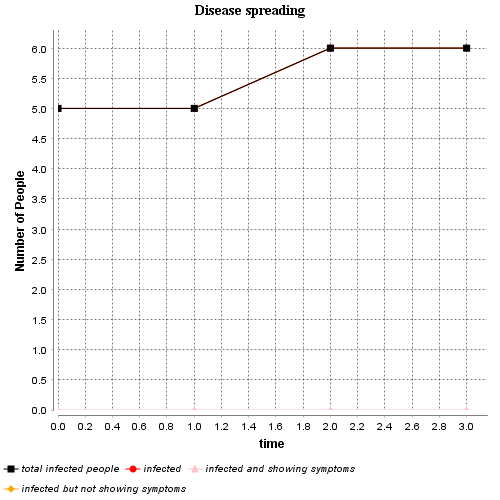 Disease spreading
Number of People
6.0
5.5
5.0
4.5
4.0
3.5
3.0
2.5
2.0
1.5
1.0
0.5
0.0
0.0 0.2 0.4 0.6 0.8 1.0 1.2 1.4 1.6 1.8 2.0 2.2 2.4 2.6 2.8 3.0
time
total infected people infected infected and showing symptoms
infected but not showing symptoms